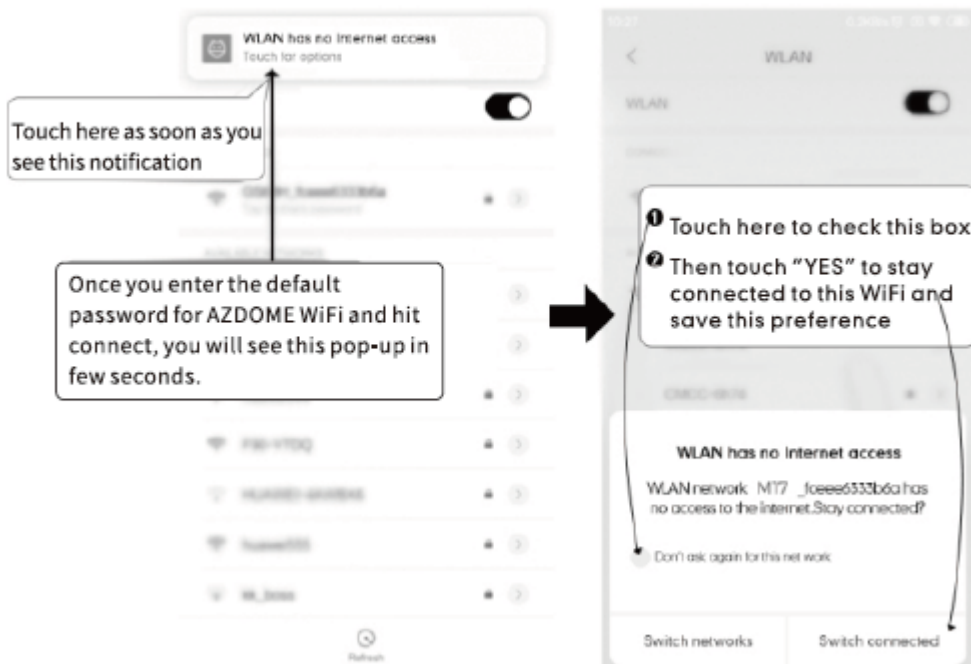 WLAN has no Internet access
Touch for options
Touch here as soon as you
see this notification
Once you enter the default
password for AZDOME WiFi and hit
connect, you will see this pop-up in
few seconds.
M_boss
Refresh
WLAN
WLAN
❶ Touch here to check this box
❷ Then touch "YES" to stay
connected to this WiFi and
save this preference
WLAN has no Internet access
WLAN network M17 _fceee6333b6a has
no access to the internet.Stay connected?
Don't ask again for this net work
Switch networks
Switch connected